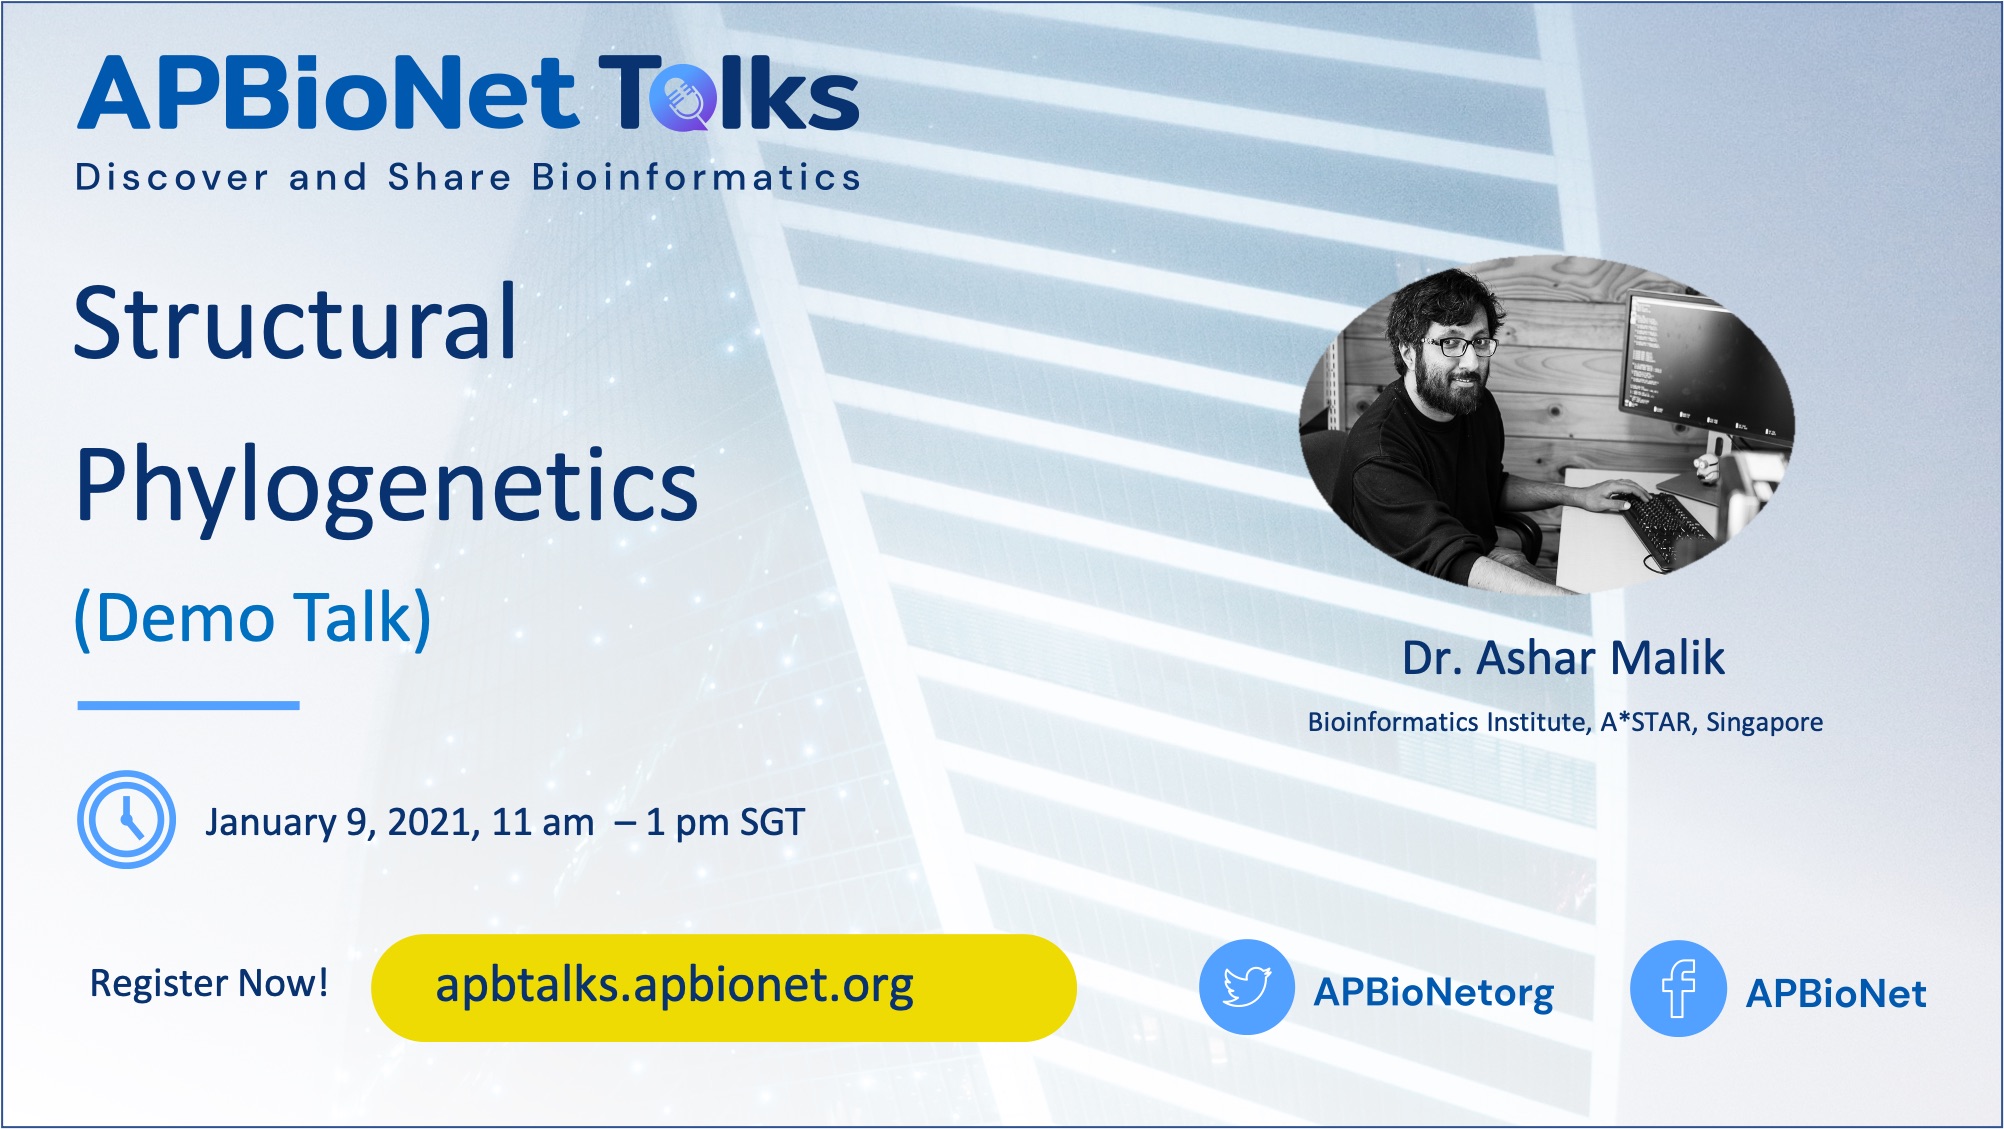 APBioNet Talks
Discover and Share Bioinformatics
Structural
Phylogenetics
(Demo Talk)
Dr. Ashar Malik
Bioinformatics Institute, A*STAR, Singapore
January 9, 2021, 11 am – 1 pm SGT
Register Now!
apbtalks.apbionet.org
APBioNetorg
APBioNet